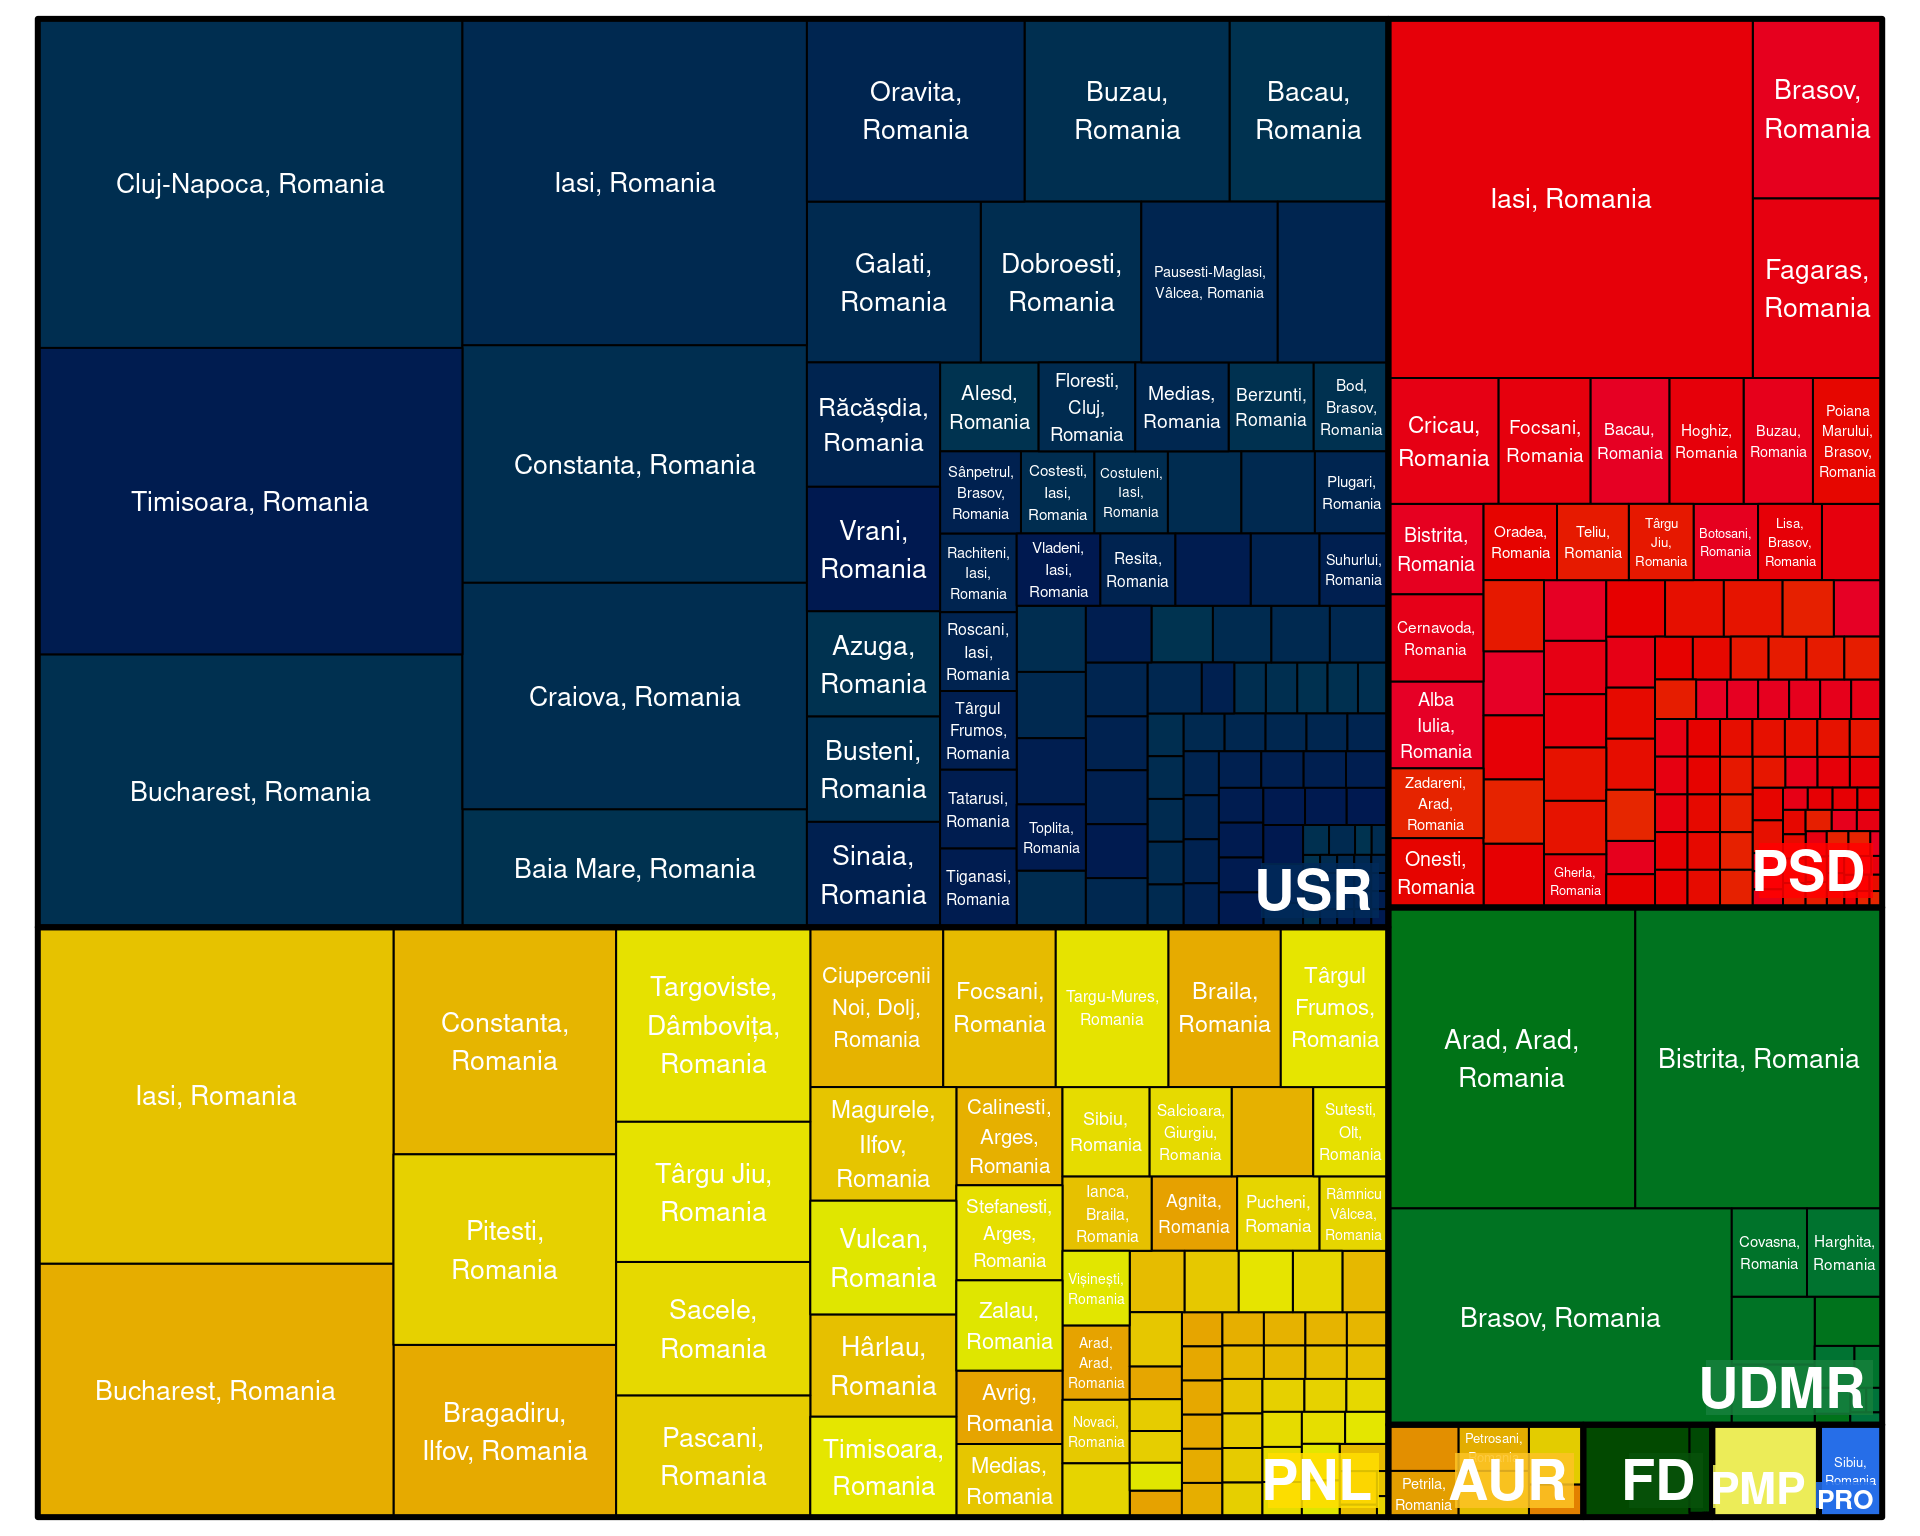 Cluj-Napoca, Romania
Timisoara, Romania
Bucharest, Romania
Iasi, Romania
Constanta, Romania
Craiova, Romania
Baia Mare, Romania
Oravita,
Romania
Buzau,
Romania
Bacau,
Romania
Galati,
Romania
Dobroesti,
Romania
Pausesti-Maglasi,
Vâlcea, Romania
Răcășdia,
Romania
Vrani,
Romania
Azuga,
Romania
Busteni,
Romania
Sinaia,
Romania
Alesd,
Romania
Floresti,
Cluj,
Romania
Medias,
Romania
Berzunti,
Romania
Bod,
Brasov,
Romania
Sânpetrul,
Brasov,
Romania
Costesti,
Iasi,
Romania
Costuleni,
Iasi,
Romania
Plugari,
Romania
Rachiteni,
Iasi,
Romania
Vladeni,
Iasi,
Romania
Resita,
Romania
Suhurlui,
Romania
Roscani,
Iasi,
Romania
Târgul
Frumos,
Romania
Tatarusi,
Romania
Tiganasi,
Romania
Toplita,
Romania
USR
Iasi, Romania
Brasov,
Romania
Fagaras,
Romania
Cricau,
Romania
Focsani,
Romania
Bacau,
Romania
Hoghiz,
Romania
Buzau,
Romania
Poiana
Marului,
Brasov,
Romania
Bistrita,
Romania
Oradea,
Romania
Teliu,
Romania
Târgu
Jiu,
Romania
Botosani,
Romania
Lisa,
Brasov,
Romania
Cernavoda,
Romania
Alba
Iulia,
Romania
Zadareni,
Arad,
Romania
Onesti,
Romania
Gherla,
Romania
PSD
Iasi, Romania
Bucharest, Romania
Constanta,
Romania
Pitesti,
Romania
Bragadiru,
Ilfov, Romania
Targoviste,
Dâmbovița,
Romania
Târgu Jiu,
Romania
Sacele,
Romania
Pascani,
Romania
Ciupercenii
Noi, Dolj,
Romania
Focsani,
Romania
Targu-Mures,
Romania
Braila,
Romania
Târgul
Frumos,
Romania
Magurele,
Ilfov,
Romania
Vulcan,
Romania
Hârlau,
Romania
Timisoara,
Romania
Calinesti,
Arges,
Romania
Stefanesti,
Arges,
Romania
Zalau,
Romania
Avrig,
Romania
Medias,
Romania
Sibiu,
Romania
Salcioara,
Giurgiu,
Romania
Sutesti,
Olt,
Romania
Ianca,
Braila,
Romania
Agnita,
Romania
Pucheni,
Romania
Râmnicu
Vâlcea,
Romania
Vișinești,
Romania
Arad,
Arad,
Romania
Novaci,
Romania
PNL
Arad, Arad,
Romania
Bistrita, Romania
Brasov, Romania
Covasna,
Romania
Harghita,
Romania
UDMR
Petrosani,
Romania
Petrila,
Romania
AUR
FD
PMP
Sibiu,
Romania
PRO